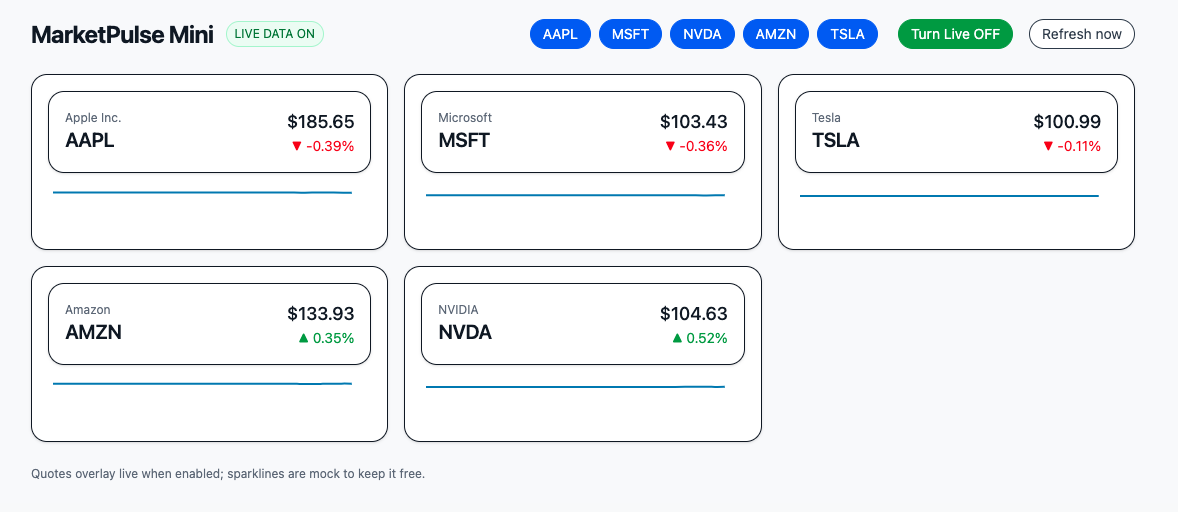 MarketPulse Mini LIVE DATA ON AAPL MSFT NVDA AMZN TSLA Turn Live OFF Refresh now
Apple Inc.
AAPL
$185.65
▼ -0.39%
Microsoft
MSFT
$103.43
▼ -0.36%
Tesla
TSLA
$100.99
▼ -0.11%
Amazon
AMZN
$133.93
▲ 0.35%
NVIDIA
NVDA
$104.63
▲ 0.52%
Quotes overlay live when enabled; sparklines are mock to keep it free.